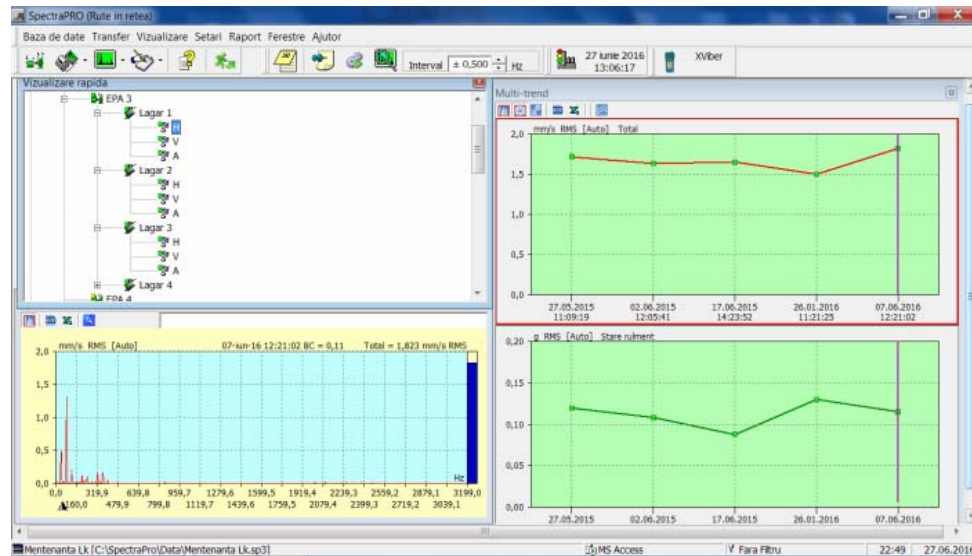 SpectraPRO (Rute in retea)
Baza de date Transfer Vizualizare Setari Raport Ferestre Ajutor
Interval ± 0,500 Hz
27 iunie 2016
13:06:17
XViber
Vizualizare rapida
EPA 3
Lagar 1
H
V
A
Lagar 2
H
V
A
Lagar 3
H
V
A
Lagar 4
EPA 4
Multi-trend
mm/s RMS [Auto] Total
2,0
1,5
1,0
0,5
0,0
27.05.2015 02.06.2015 17.06.2015 26.01.2016 07.06.2016
11:09:19 12:05:41 14:23:52 11:21:25 12:21:02
g RMS [Auto] Stare rulment
0,20
0,15
0,10
0,05
0,00
27.05.2015 02.06.2015 17.06.2015 26.01.2016 07.06.2016
mm/s RMS [Auto] 07-iun-16 12:21:02 BC = 0,11 Total = 1,823 mm/s RMS
2,0
1,5
1,0
0,5
0,0
Hz
0,0 319,9 639,8 959,7 1279,6 1599,5 1919,4 2239,3 2559,2 2879,1 3199,0
160,0 479,9 799,8 1119,7 1439,6 1759,5 2079,4 2399,3 2719,2 3039,1
Mentenanta Lk [C:\SpectraPro\Data\Mentenanta Lk.sp3] MS Access Fara Filtru 22:49 27.06.201